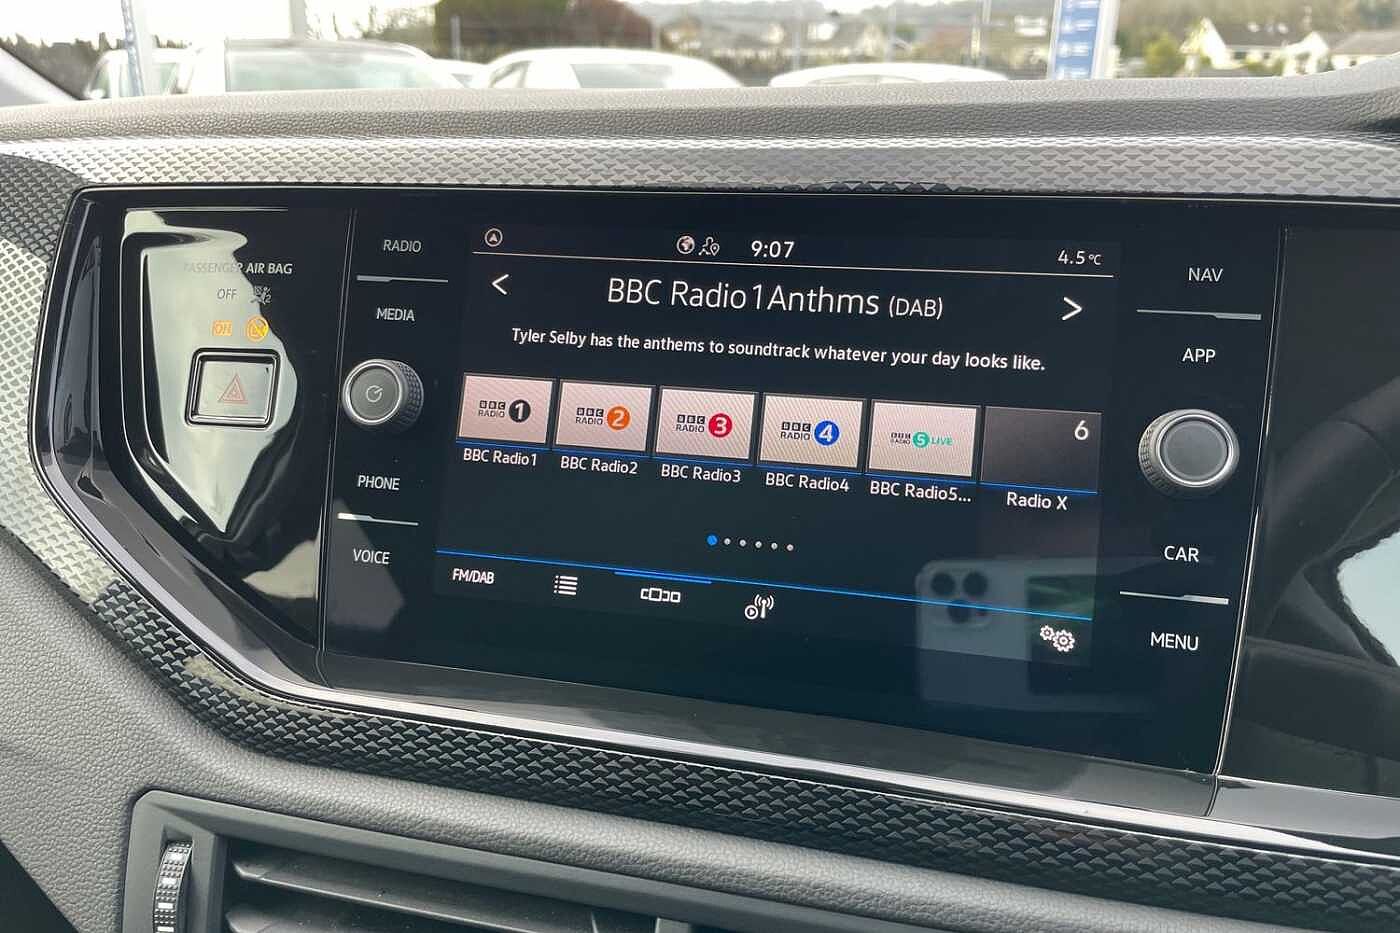 RADIO
MEDIA
PHONE
VOICE
PASSENGER AIR BAG
OFF
ON
9:07
4.5°C
< BBC Radio1Anthms (DAB) >
Tyler Selby has the anthems to soundtrack whatever your day looks like.
BBC RADIO 1
BBC RADIO 2
BBC RADIO 3
BBC RADIO 4
BBC RADIO 5 LIVE
6
BBC Radio1
BBC Radio2
BBC Radio3
BBC Radio4
BBC Radio5...
Radio X
FM/DAB
NAV
APP
CAR
MENU